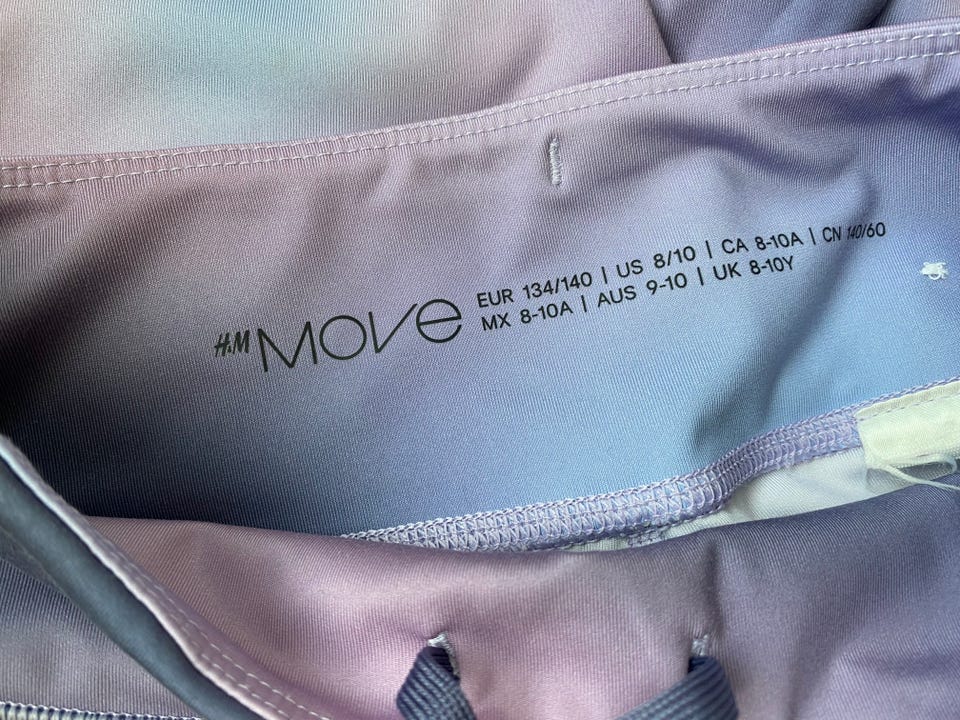 H&M MOVE
EUR 134/140 | US 8/10 | CA 8-10A | CN 140/60
MX 8-10A | AUS 9-10 | UK 8-10Y